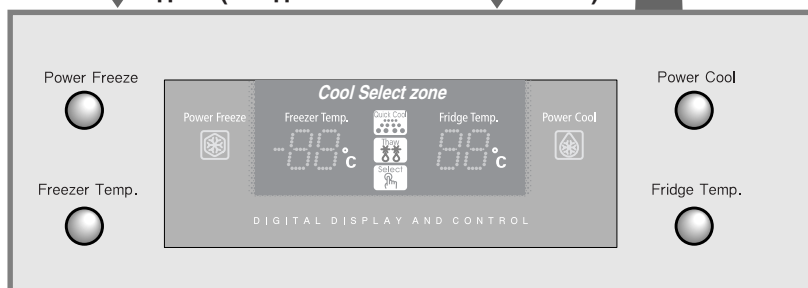 Power Freeze
Power Cool
Cool Select zone
Power Freeze
Freezer Temp.
Quick Cool
Fridge Temp.
Power Cool
-88°C
Thaw
88°C
Select
Freezer Temp.
Fridge Temp.
DIGITAL DISPLAY AND CONTROL